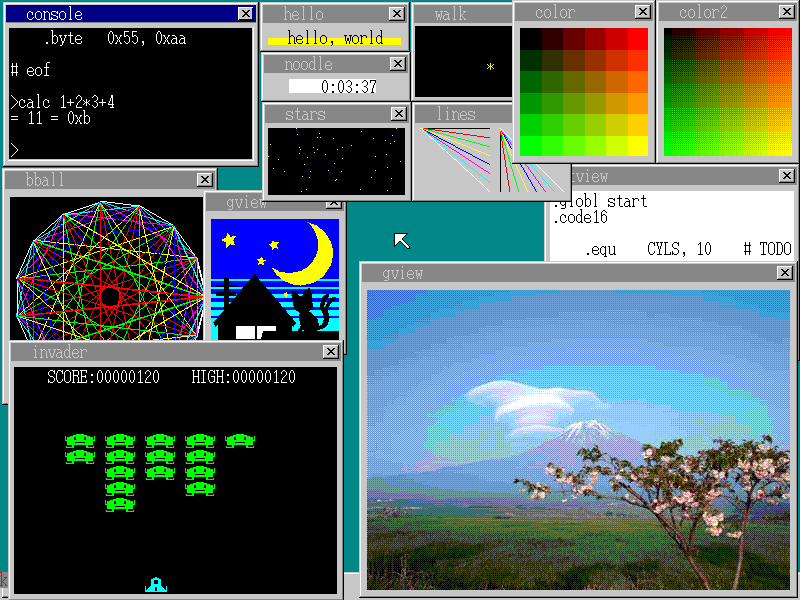 console
.byte   0x55, 0xaa
# eof
>calc 1+2*3+4
= 11 = 0xb
>
hello
hello, world
noodle
0:03:37
stars
walk
*
lines
color
color2
bball
gview
.globl start
.code16
.equ    CYLS, 10    # TODO
gview
invader
SCORE:00000120    HIGH:00000120